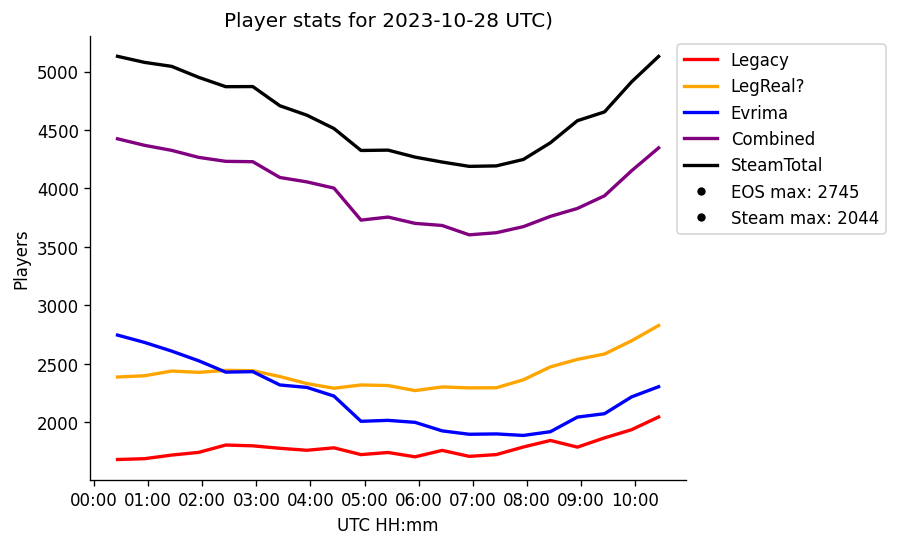 Player stats for 2023-10-28 UTC)
Players
5000
4500
4000
3500
3000
2500
2000
00:00 01:00 02:00 03:00 04:00 05:00 06:00 07:00 08:00 09:00 10:00
UTC HH:mm
Legacy
LegReal?
Evrima
Combined
SteamTotal
EOS max: 2745
Steam max: 2044